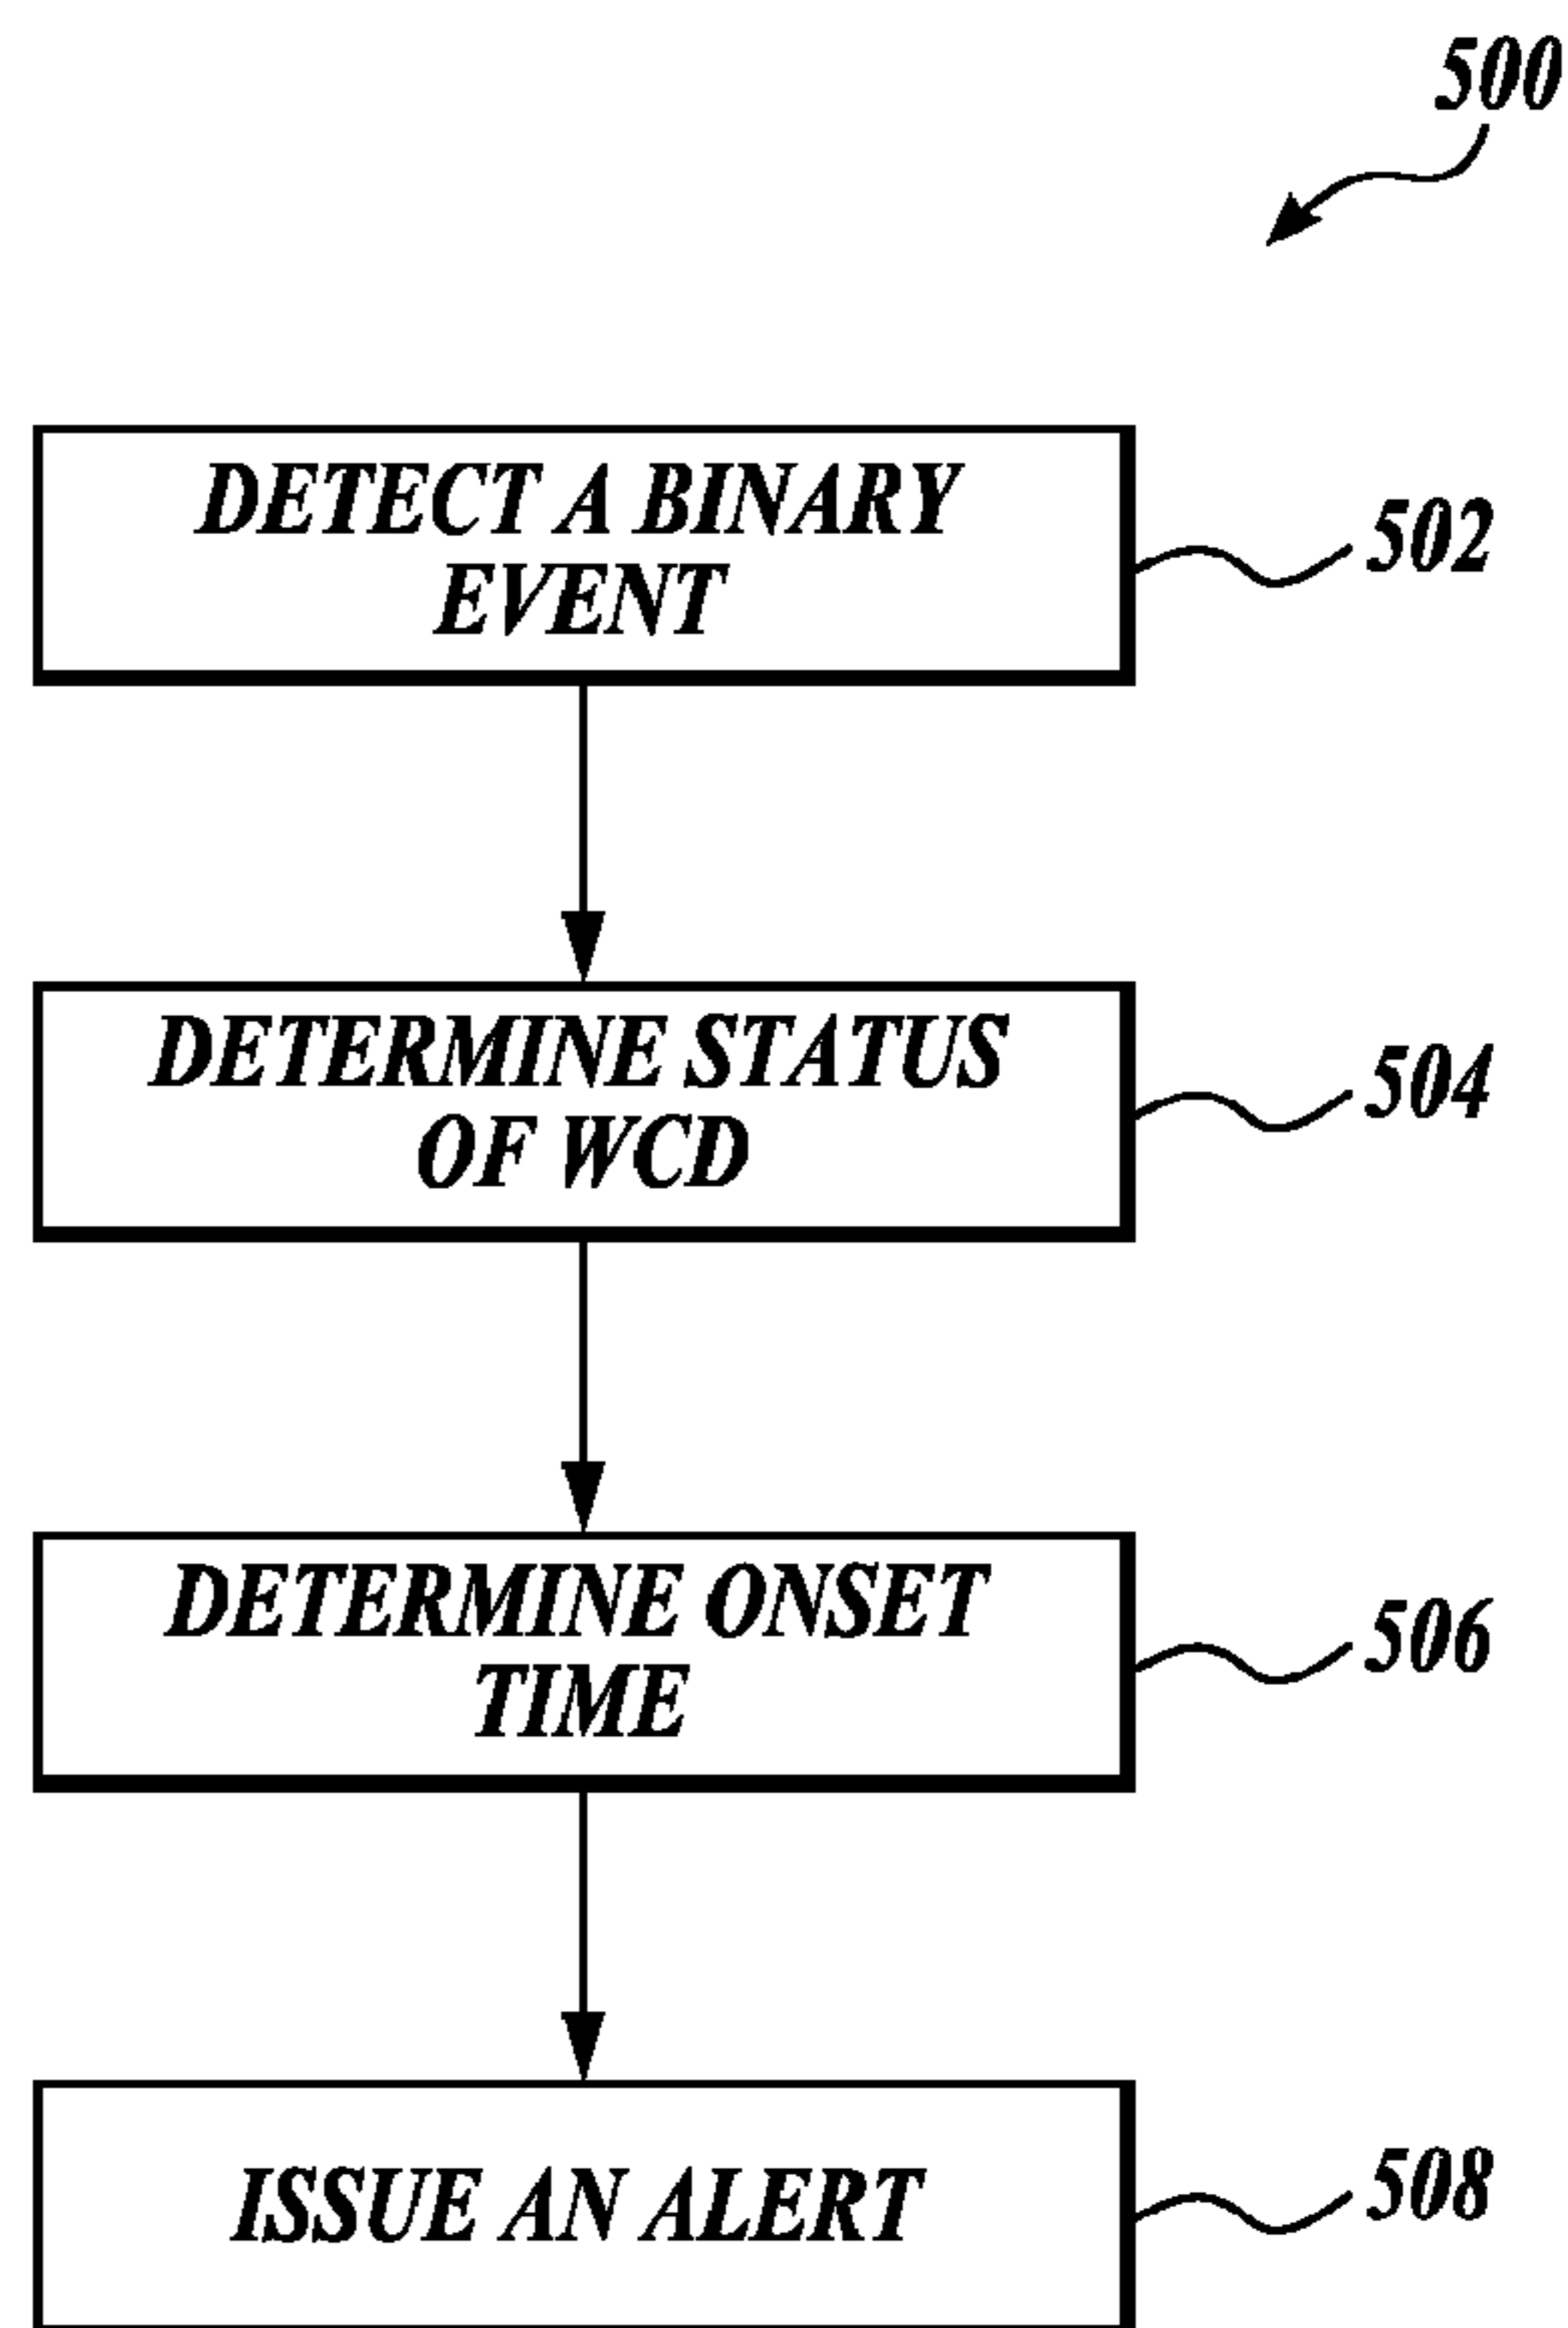 500
DETECT A BINARY
EVENT
502
DETERMINE STATUS
OF WCD
504
DETERMINE ONSET
TIME
506
ISSUE AN ALERT
508